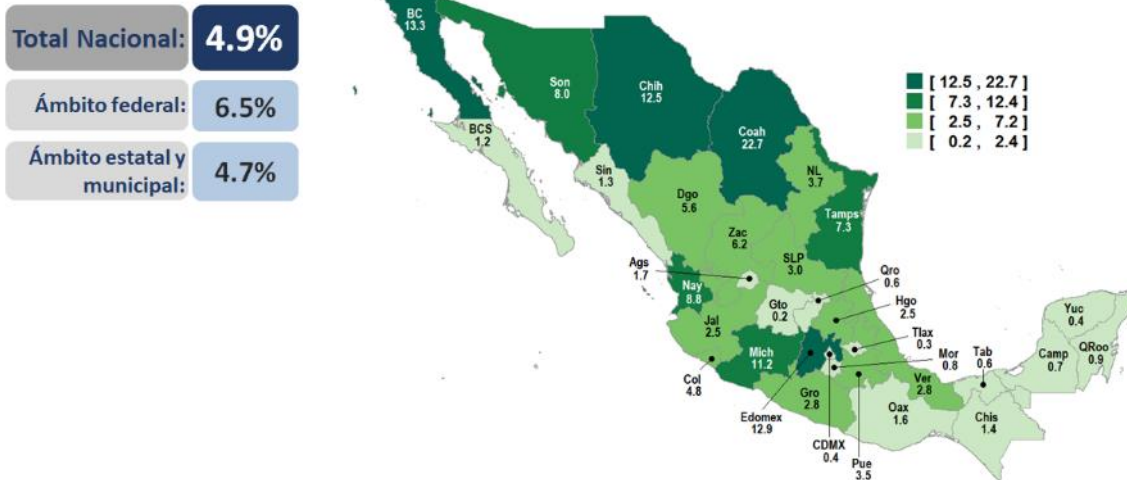 Total Nacional: 4.9%
Ámbito federal: 6.5%
Ámbito estatal y
municipal: 4.7%
BC
13.3
Son
8.0
Chih
12.5
Coah
22.7
BCS
1.2
Sin
1.3
Dgo
5.6
NL
3.7
Tamps
7.3
Zac
6.2
SLP
3.0
Ags
1.7
Nay
8.8
Gto
0.2
Qro
0.6
Hgo
2.5
Jal
2.5
Tlax
0.3
Mich
11.2
Mor
0.8
Col
4.8
Gro
2.8
Edomex
12.9
CDMX
0.4
Pue
3.5
Ver
2.8
Oax
1.6
Tab
0.6
Chis
1.4
Camp
0.7
Yuc
0.4
QRoo
0.9
[ 12.5 , 22.7 ]
[ 7.3 , 12.4 ]
[ 2.5 , 7.2 ]
[ 0.2 , 2.4 ]